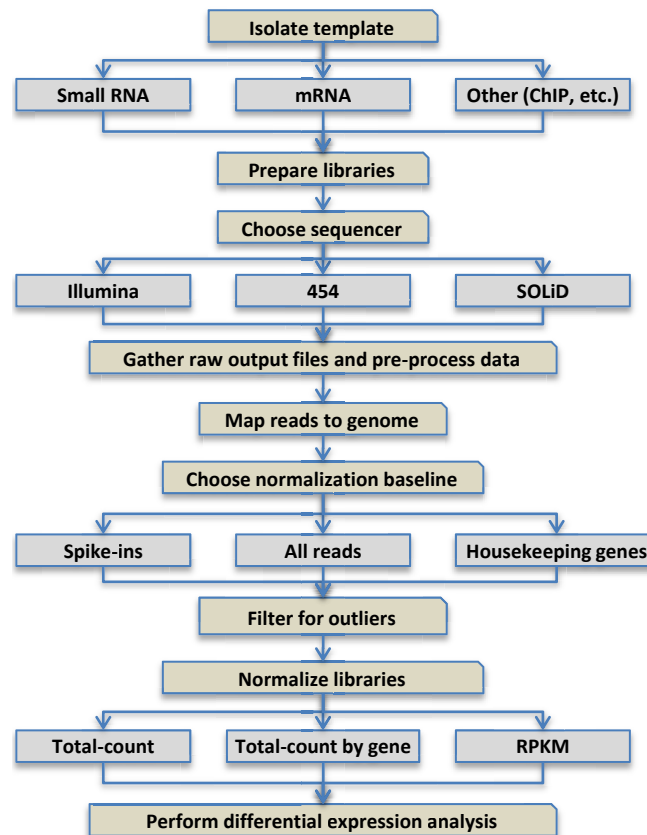 Isolate template
Small RNA
mRNA
Other (ChIP, etc.)
Prepare libraries
Choose sequencer
Illumina
454
SOLiD
Gather raw output files and pre-process data
Map reads to genome
Choose normalization baseline
Spike-ins
All reads
Housekeeping genes
Filter for outliers
Normalize libraries
Total-count
Total-count by gene
RPKM
Perform differential expression analysis